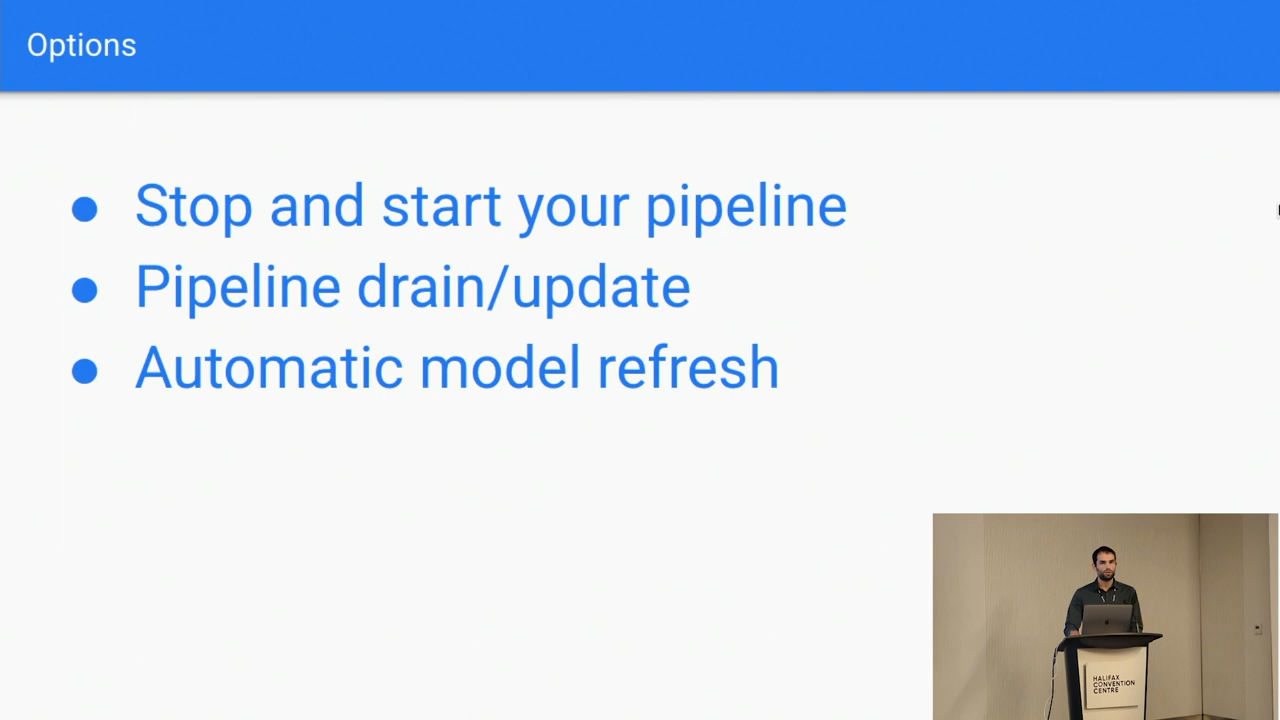 Options
Stop and start your pipeline
Pipeline drain/update
Automatic model refresh
HALIFAX
CONVENTION
CENTRE